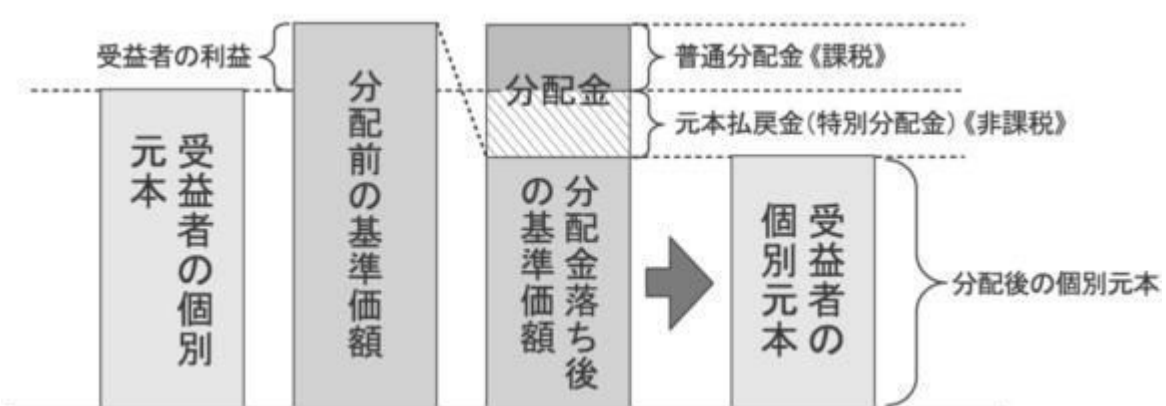 受益者の利益
受益者の個別
元本
分配前の基準価額
分配金
分配金落ち後
の基準価額
普通分配金《課税》
元本払戻金(特別分配金)《非課税》
受益者の
個別元本
分配後の個別元本